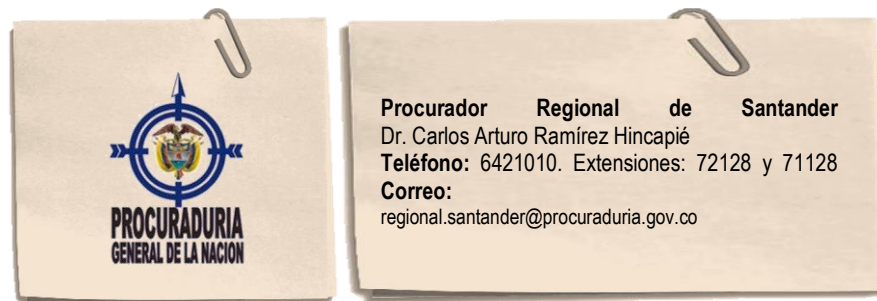 PROCURADURIA
GENERAL DE LA NACION
Procurador Regional de Santander
Dr. Carlos Arturo Ramírez Hincapié
Teléfono: 6421010. Extensiones: 72128 y 71128
Correo:
regional.santander@procuraduria.gov.co